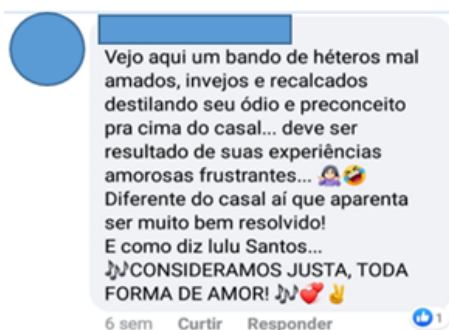 Vejo aqui um bando de héteros mal
amados, invejos e recalcados
destilando seu ódio e preconceito
pra cima do casal... deve ser
resultado de suas experiências
amorosas frustrantes... 🤷🏻‍♀️🤣
Diferente do casal aí que aparenta
ser muito bem resolvido!
E como diz lulu Santos...
🎶CONSIDERAMOS JUSTA, TODA
FORMA DE AMOR! 🎶💕✌️
6 sem Curtir Responder 1